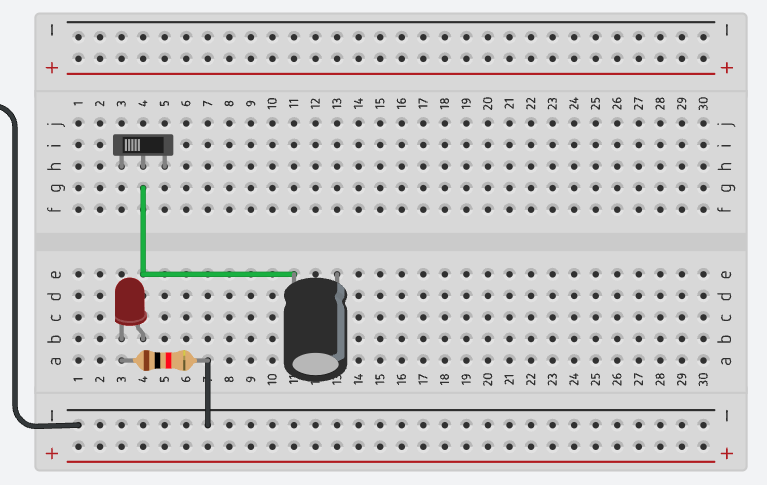 − −
+ +
1 2 3 4 5 6 7 8 9 10 11 12 13 14 15 16 17 18 19 20 21 22 23 24 25 26 27 28 29 30
j j
i i
h h
g g
f f
e e
d d
c c
b b
a a
1 2 3 4 5 6 7 8 9 10 11 12 13 14 15 16 17 18 19 20 21 22 23 24 25 26 27 28 29 30
− −
+ +